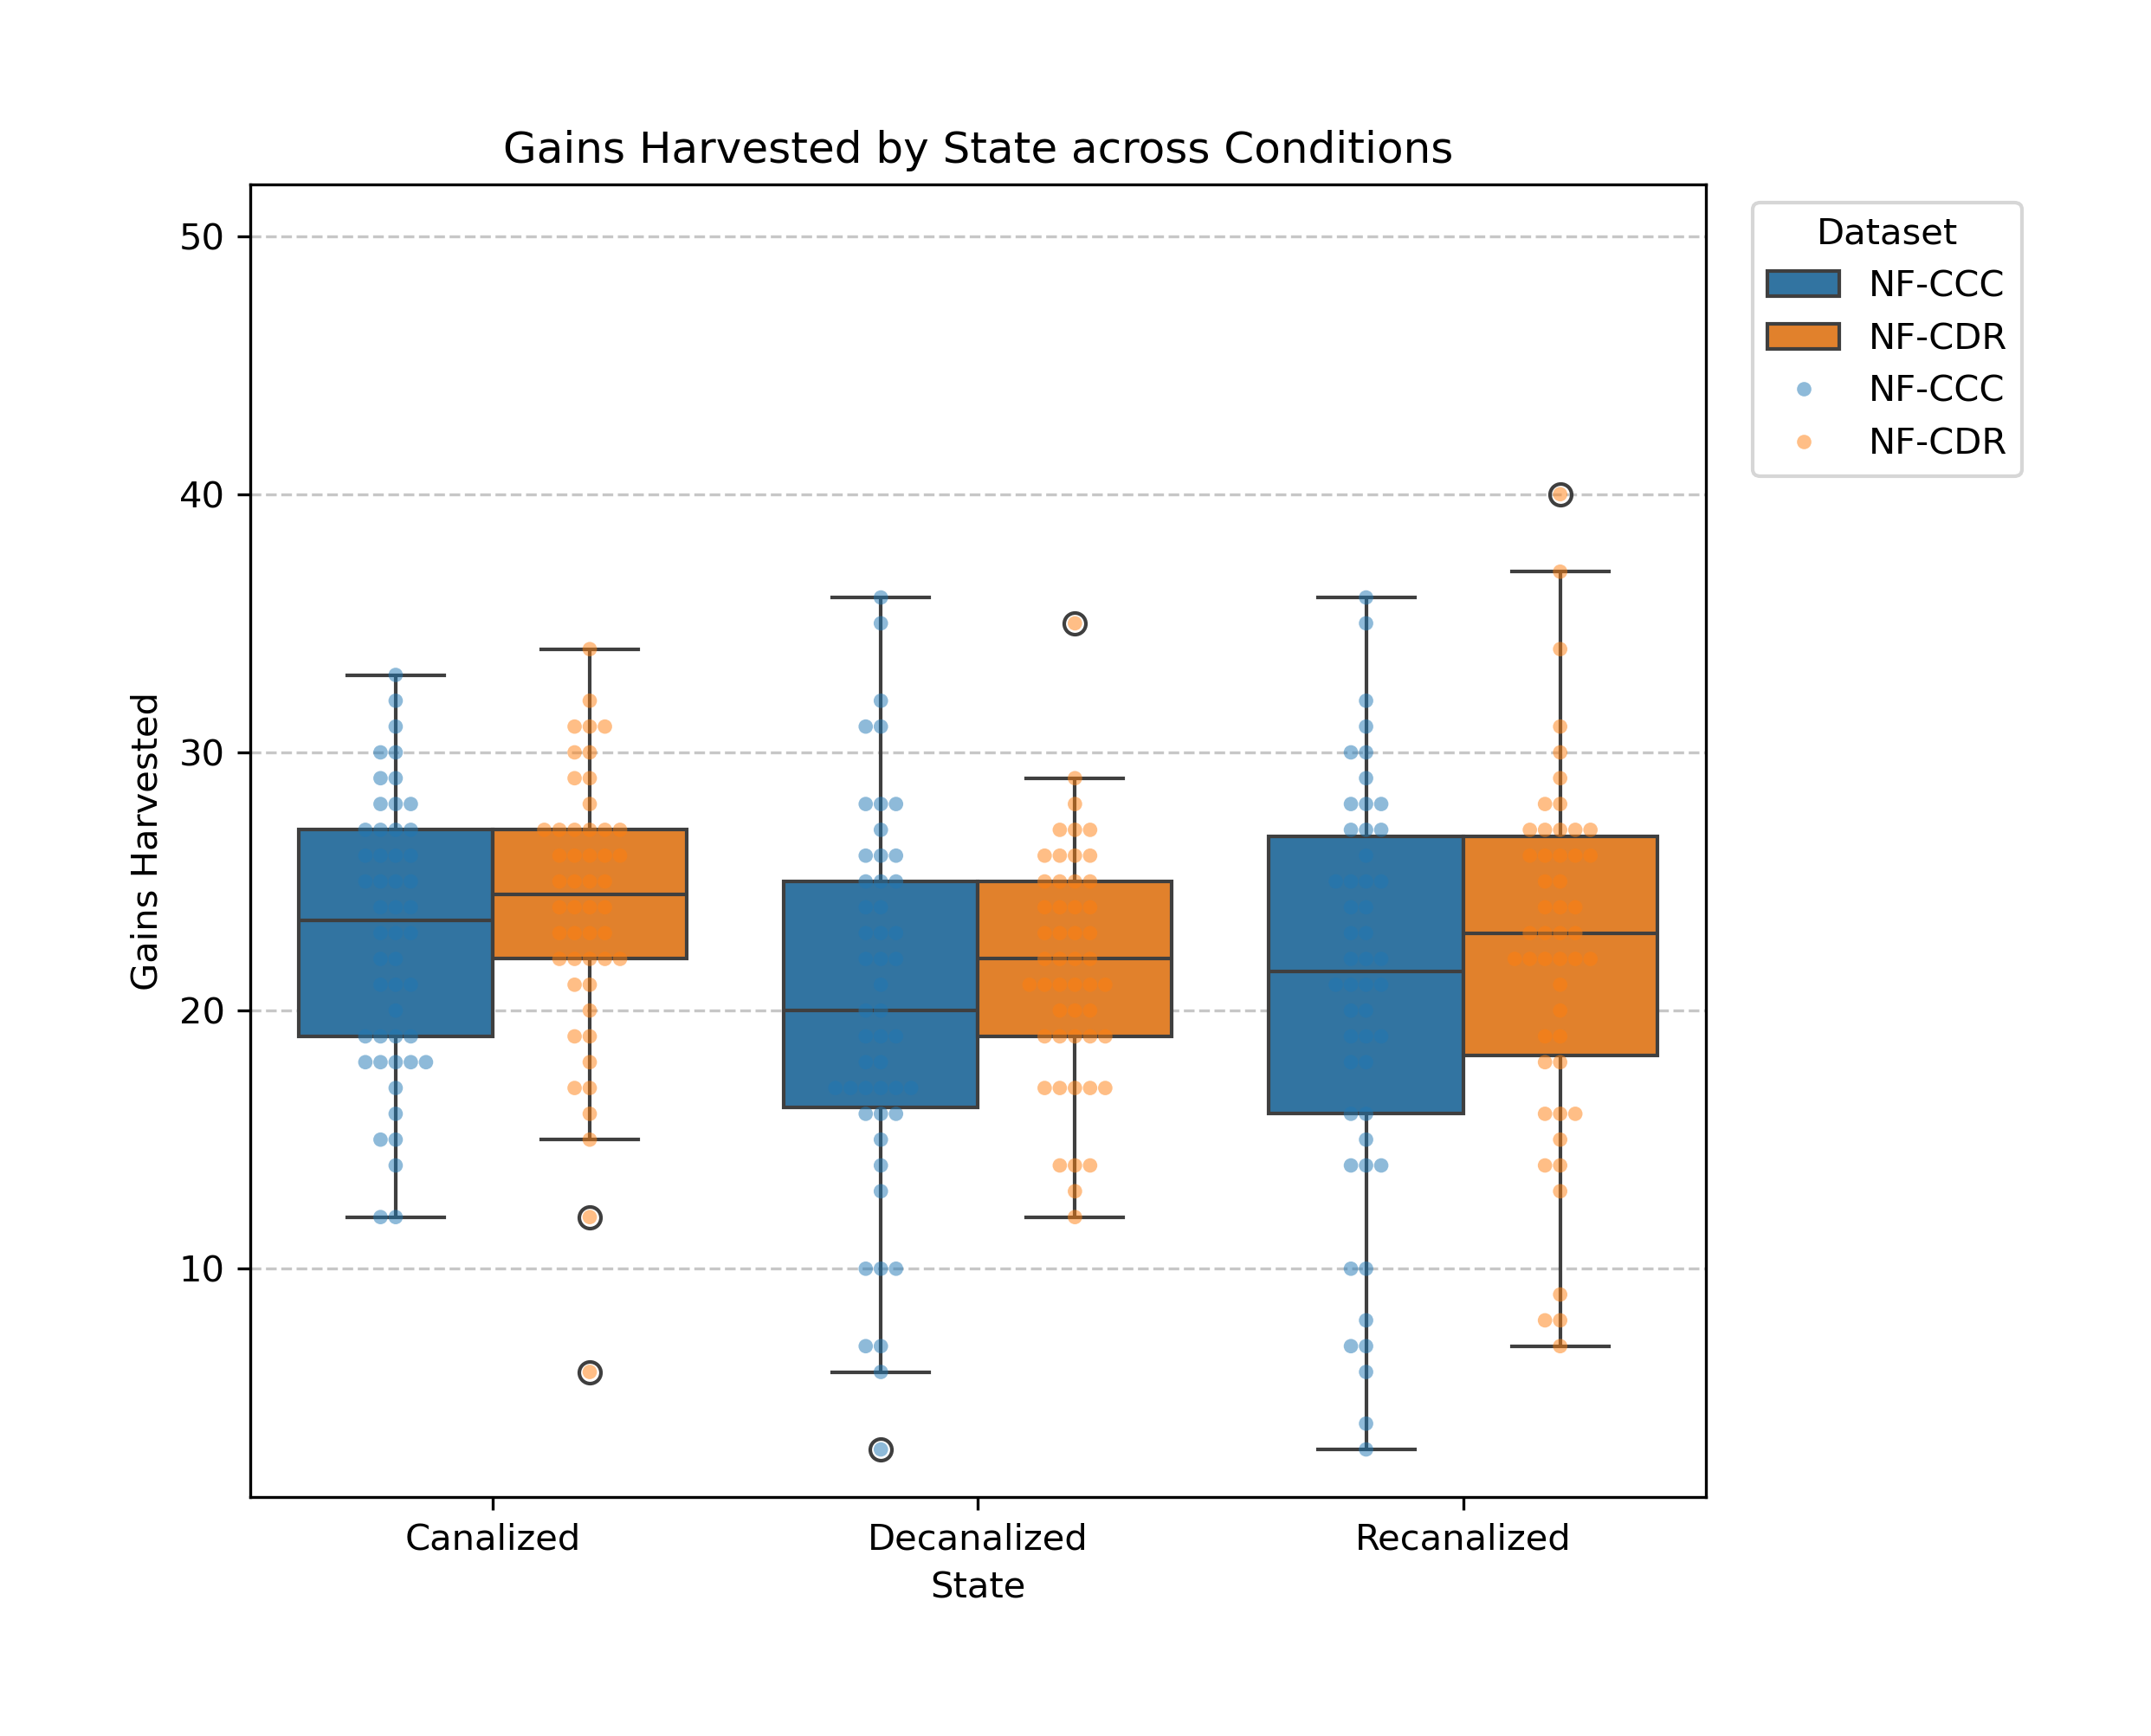 Gains Harvested by State across Conditions
Dataset
NF-CCC
NF-CDR
NF-CCC
NF-CDR
50
40
30
20
10
Gains Harvested
Canalized
Decanalized
Recanalized
State